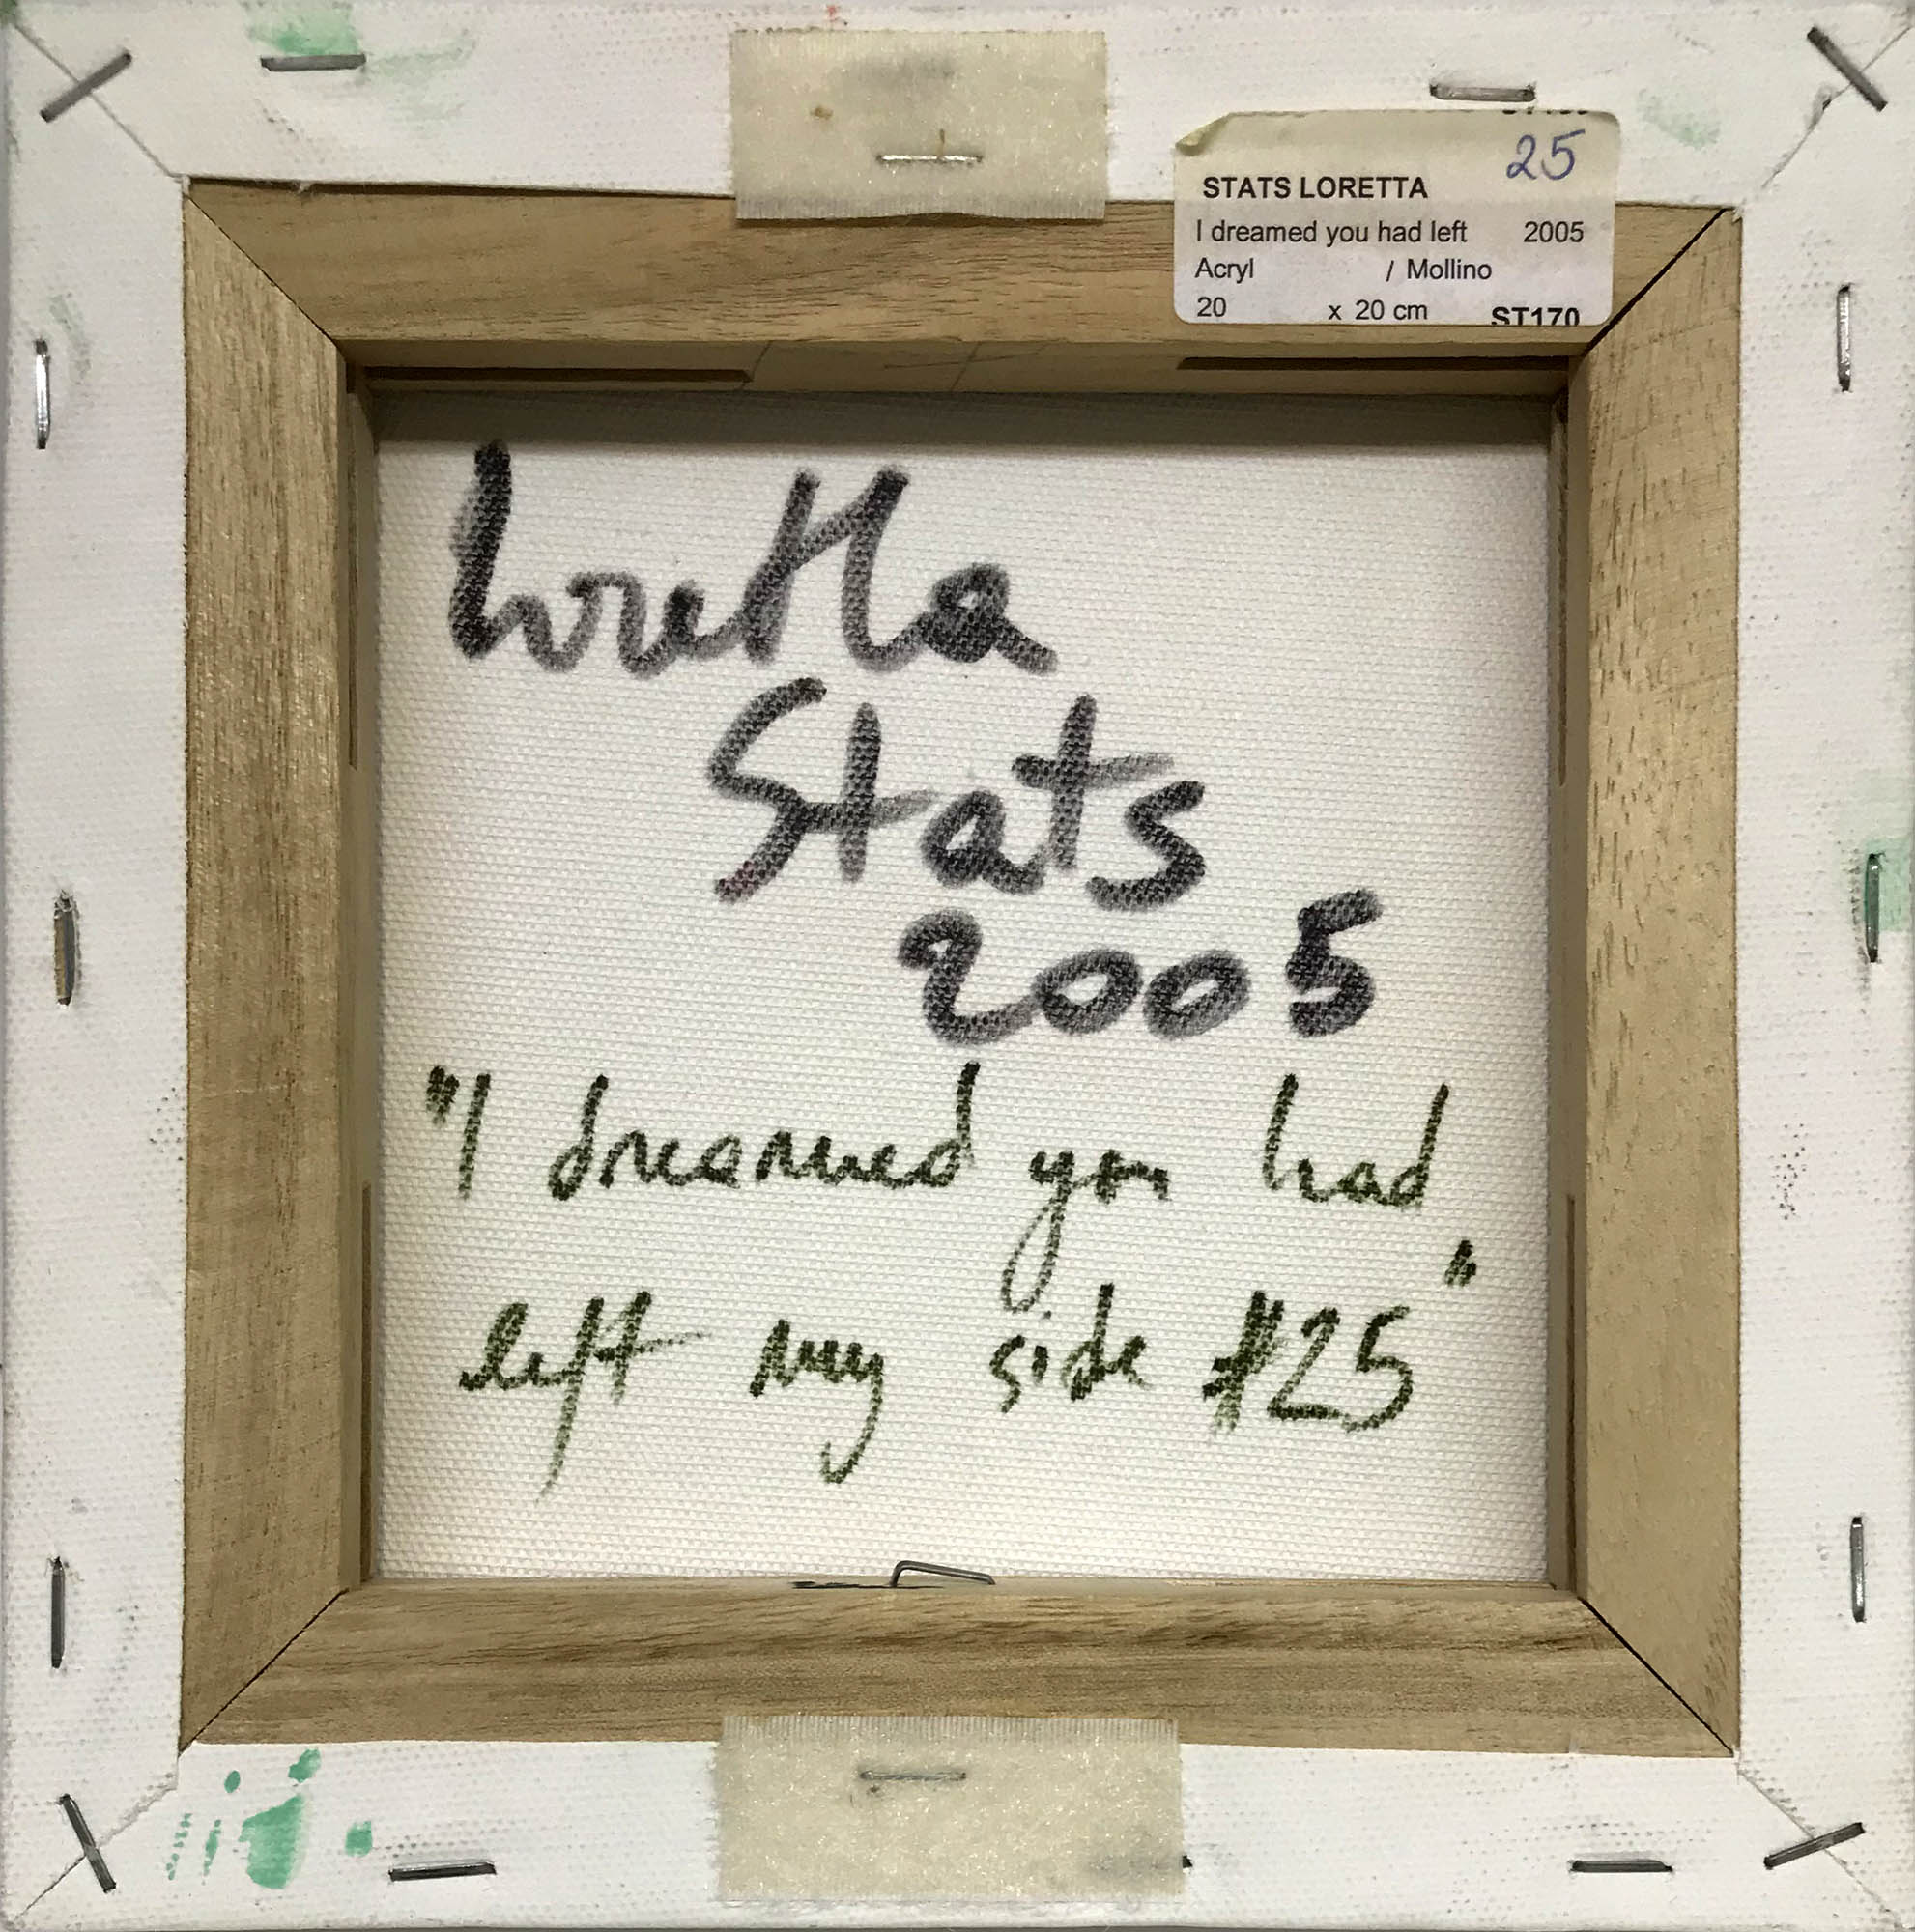 25
STATS LORETTA
I dreamed you had left 2005
Acryl / Mollino
20 x 20 cm ST170
Loretta
Stats
2005
"I dreamed you had
left my side #25"